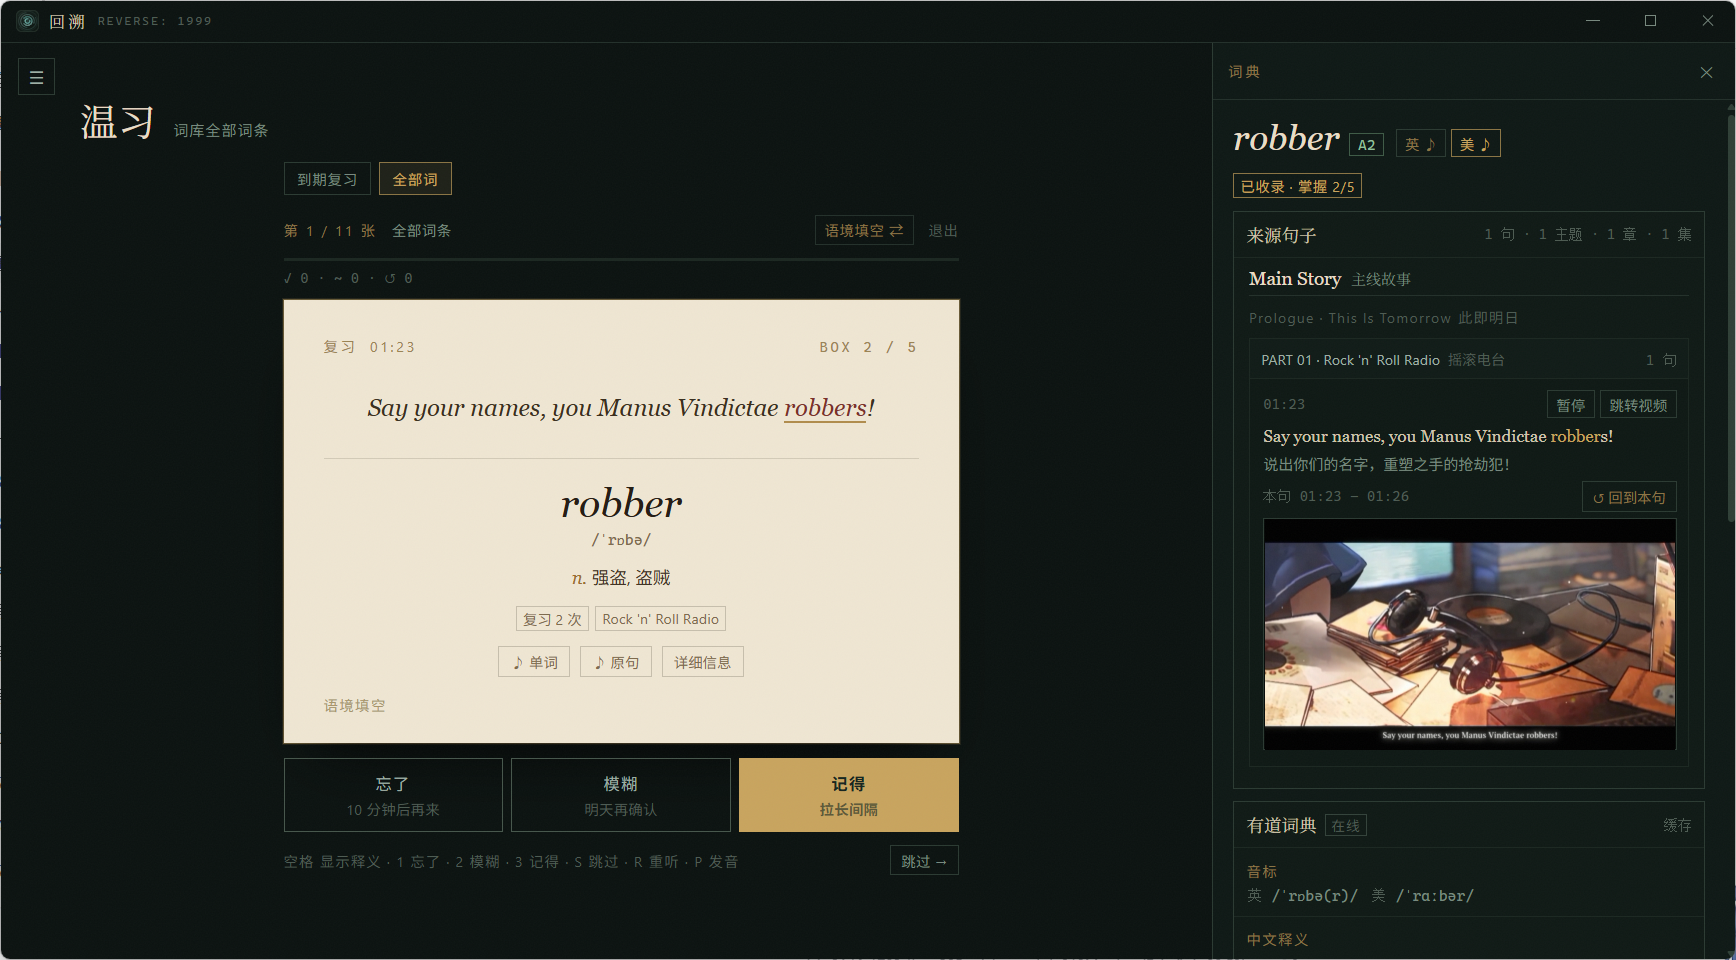 回溯 REVERSE: 1999
☰
温习 词库全部词条
到期复习 全部词
第 1 / 11 张 全部词条 语境填空 ⇄ 退出
✓ 0 · ~ 0 · ↺ 0
复习 01:23 BOX 2 / 5
Say your names, you Manus Vindictae robbers!
robber
/ˈrɒbə/
n. 强盗, 盗贼
复习 2 次 Rock 'n' Roll Radio
♪ 单词 ♪ 原句 详细信息
语境填空
忘了
10 分钟后再来
模糊
明天再确认
记得
拉长间隔
空格 显示释义 · 1 忘了 · 2 模糊 · 3 记得 · S 跳过 · R 重听 · P 发音 跳过 →
词典
robber A2 英 ♪ 美 ♪
已收录 · 掌握 2/5
来源句子 1 句 · 1 主题 · 1 章 · 1 集
Main Story 主线故事
Prologue · This Is Tomorrow 此即明日
PART 01 · Rock 'n' Roll Radio 摇滚电台 1 句
01:23 暂停 跳转视频
Say your names, you Manus Vindictae robbers!
说出你们的名字，重塑之手的抢劫犯！
本句 01:23 – 01:26 ↺ 回到本句
Say your names, you Manus Vindictae robbers!
有道词典 在线 缓存
音标
英 /ˈrɒbə(r)/ 美 /ˈrɑːbər/
中文释义